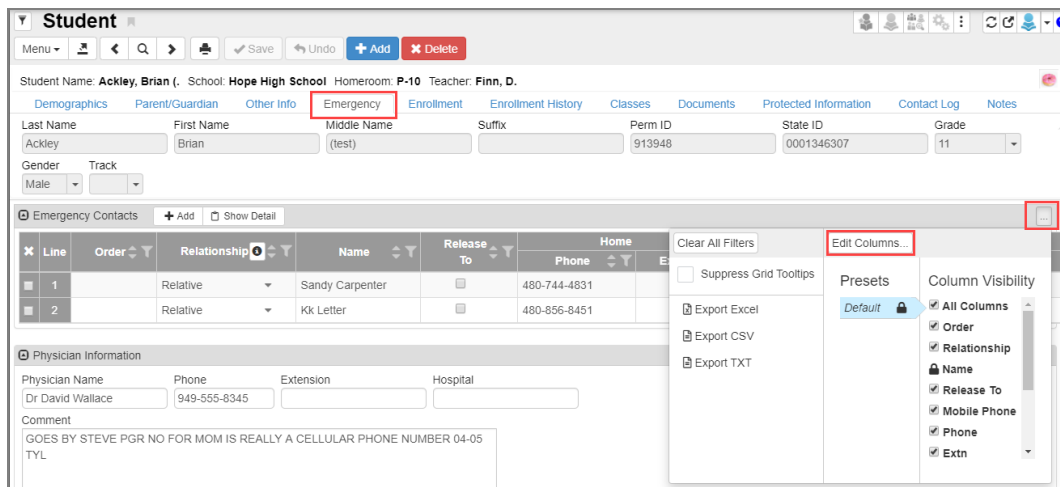 Student
Menu Save Undo Add Delete
Student Name: Ackley, Brian (. School: Hope High School Homeroom: P-10 Teacher: Finn, D.
Demographics Parent/Guardian Other Info Emergency Enrollment Enrollment History Classes Documents Protected Information Contact Log Notes
Last Name First Name Middle Name Suffix Perm ID State ID Grade
Ackley Brian (test) 913948 0001346307 11
Gender Track
Male
Emergency Contacts Add Show Detail ...
Line Order Relationship Name Release To Home
Phone
1 Relative Sandy Carpenter 480-744-4831
2 Relative Kk Letter 480-856-8451
Clear All Filters Edit Columns...
Suppress Grid Tooltips
Export Excel
Export CSV
Export TXT
Presets
Default
Column Visibility
All Columns
Order
Relationship
Name
Release To
Mobile Phone
Phone
Extn
Physician Information
Physician Name Phone Extension Hospital
Dr David Wallace 949-555-8345
Comment
GOES BY STEVE PGR NO FOR MOM IS REALLY A CELLULAR PHONE NUMBER 04-05
TYL